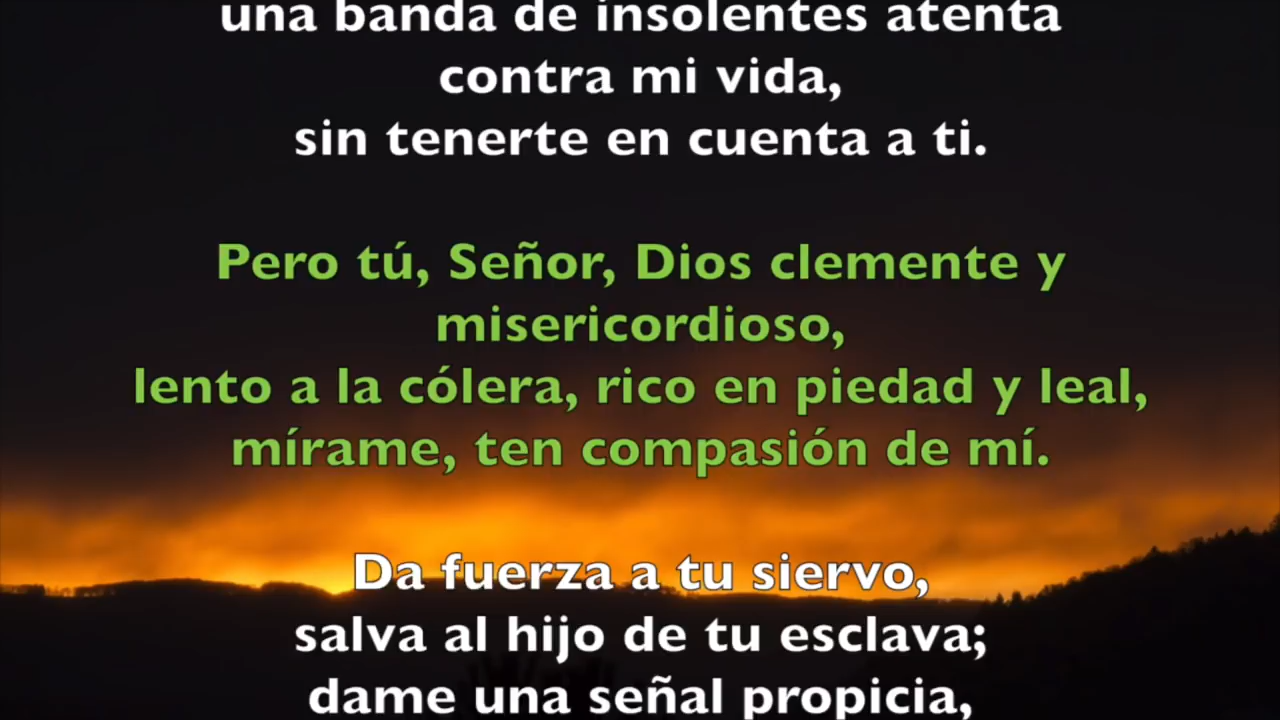 una banda de insolentes atenta
contra mi vida,
sin tenerte en cuenta a ti.
Pero tú, Señor, Dios clemente y
misericordioso,
lento a la cólera, rico en piedad y leal,
mírame, ten compasión de mí.
Da fuerza a tu siervo,
salva al hijo de tu esclava;
dame una señal propicia,